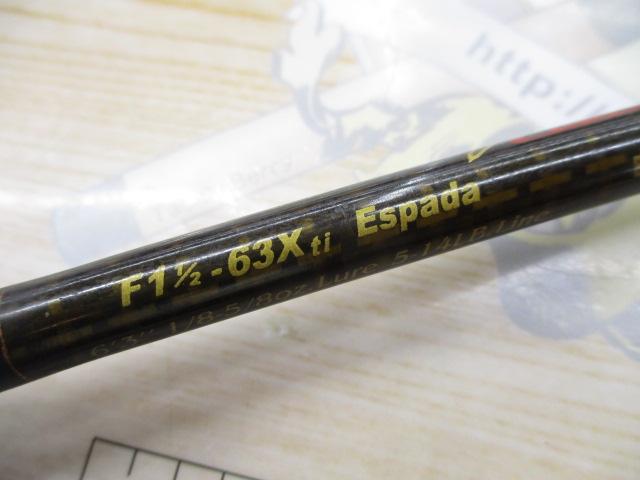 http://
F1½-63Xti Espada
6'3" 1/8-5/8oz.Lure 5-14LB.Line